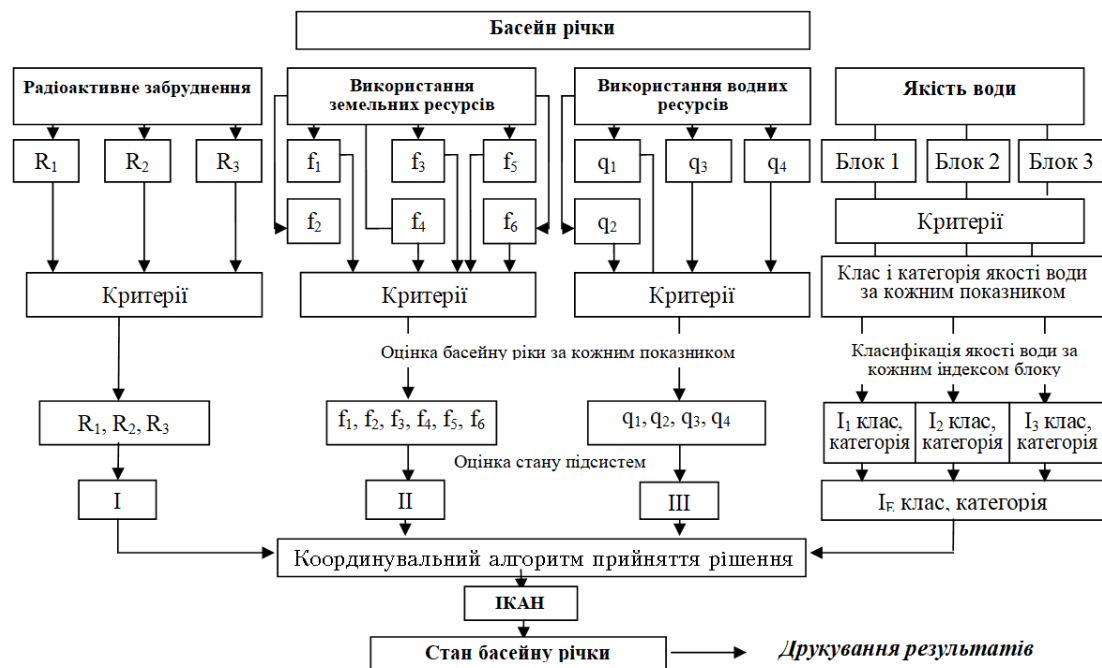 Басейн річки
Радіоактивне забруднення
Використання
земельних ресурсів
Використання водних
ресурсів
Якість води
R₁
R₂
R₃
f₁
f₃
f₅
q₁
q₃
q₄
Блок 1
Блок 2
Блок 3
f₂
f₄
f₆
q₂
Критерії
Критерії
Критерії
Критерії
Клас і категорія якості води
за кожним показником
Оцінка басейну ріки за кожним показником
Класифікація якості води за
кожним індексом блоку
R₁, R₂, R₃
f₁, f₂, f₃, f₄, f₅, f₆
q₁, q₂, q₃, q₄
I₁ клас,
категорія
I₂ клас,
категорія
I₃ клас,
категорія
Оцінка стану підсистем
I
II
III
I_E клас, категорія
Координувальний алгоритм прийняття рішення
ІКАН
Стан басейну річки
Друкування результатів